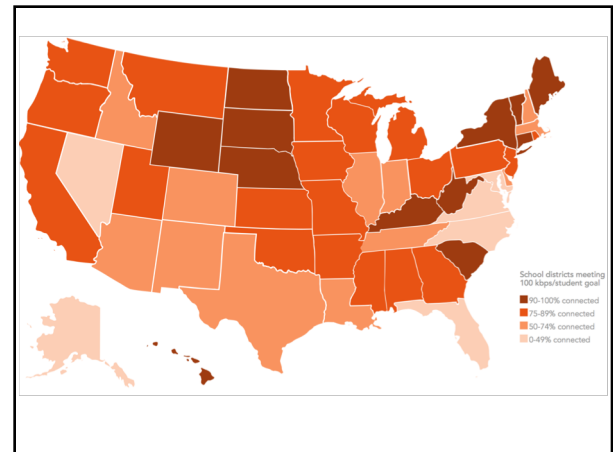 School districts meeting
100 kbps/student goal
90-100% connected
75-89% connected
50-74% connected
0-49% connected